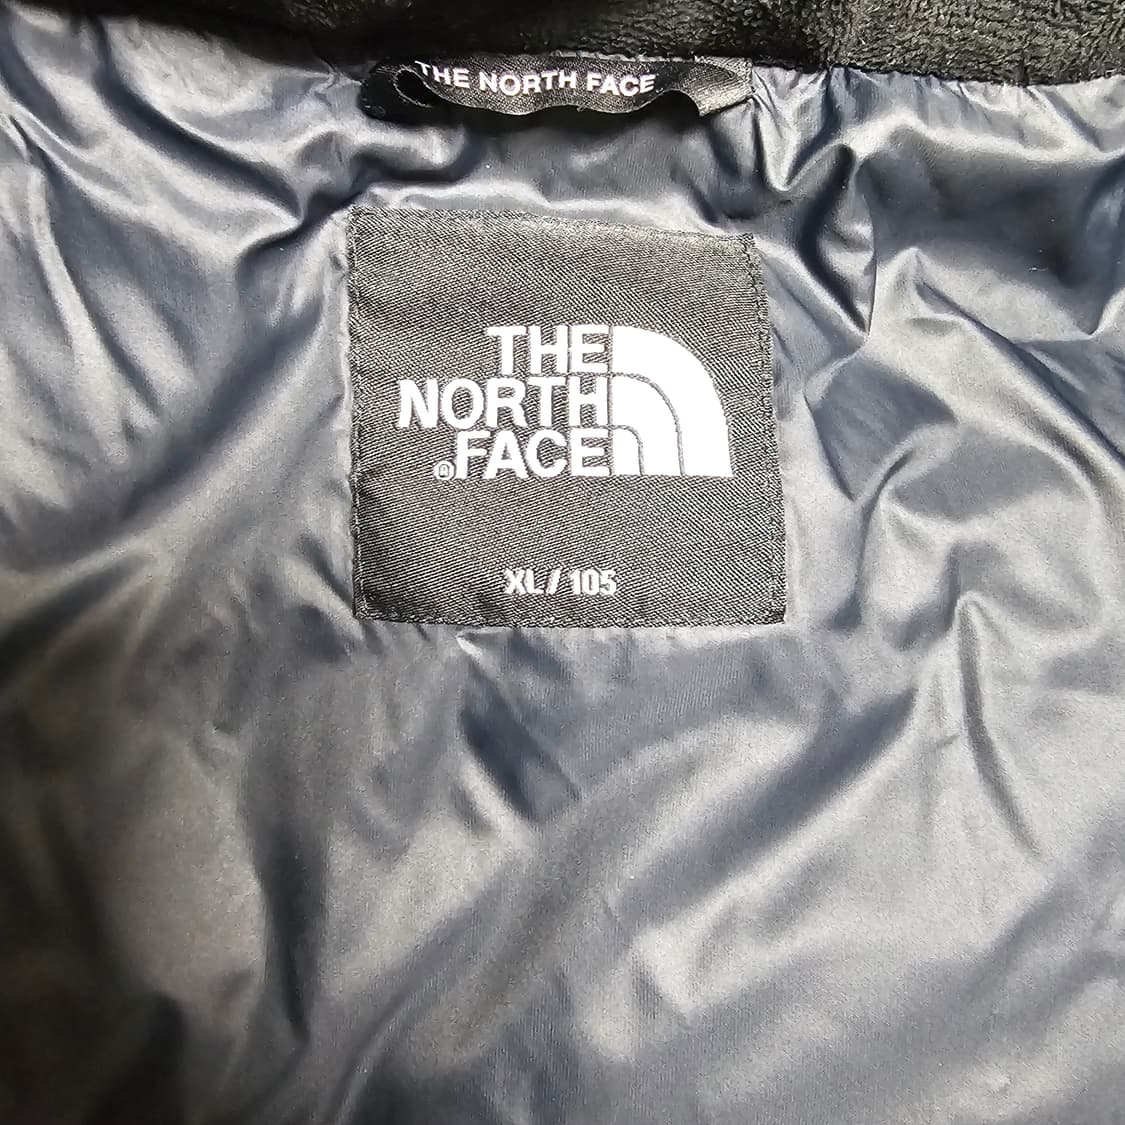 THE NORTH FACE
THE
NORTH
®FACE
XL / 105